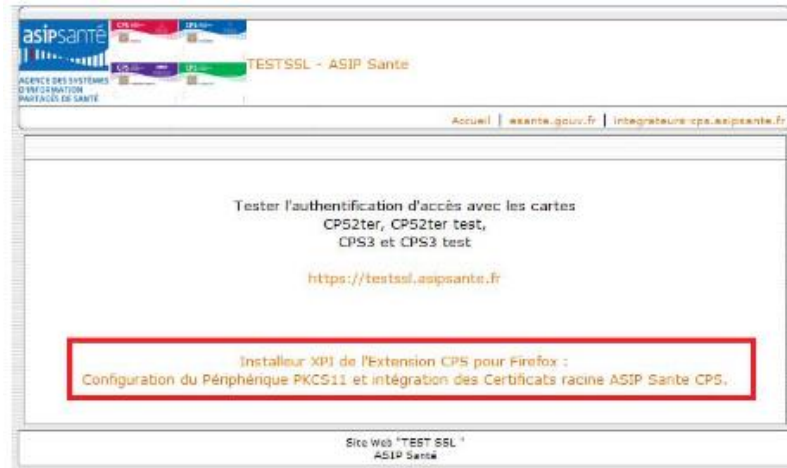 asipsanté
AGENCE DES SYSTÈMES
D'INFORMATION
PARTAGÉS DE SANTÉ
TESTSSL - ASIP Sante
Accueil | esante.gouv.fr | integrateurs-cps.asipsante.fr
Tester l'authentification d'accès avec les cartes
CPS2ter, CPS2ter test,
CPS3 et CPS3 test
https://testssl.asipsante.fr
Installeur XPI de l'Extension CPS pour Firefox :
Configuration du Périphérique PKCS11 et intégration des Certificats racine ASIP Sante CPS.
Site Web "TEST SSL "
ASIP Santé